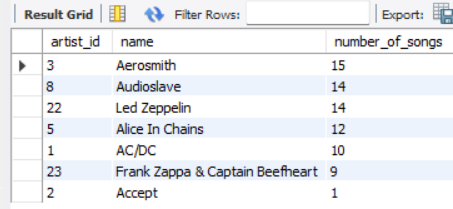 Result Grid Filter Rows: Export:
artist_id name number_of_songs
3 Aerosmith 15
8 Audioslave 14
22 Led Zeppelin 14
5 Alice In Chains 12
1 AC/DC 10
23 Frank Zappa & Captain Beefheart 9
2 Accept 1